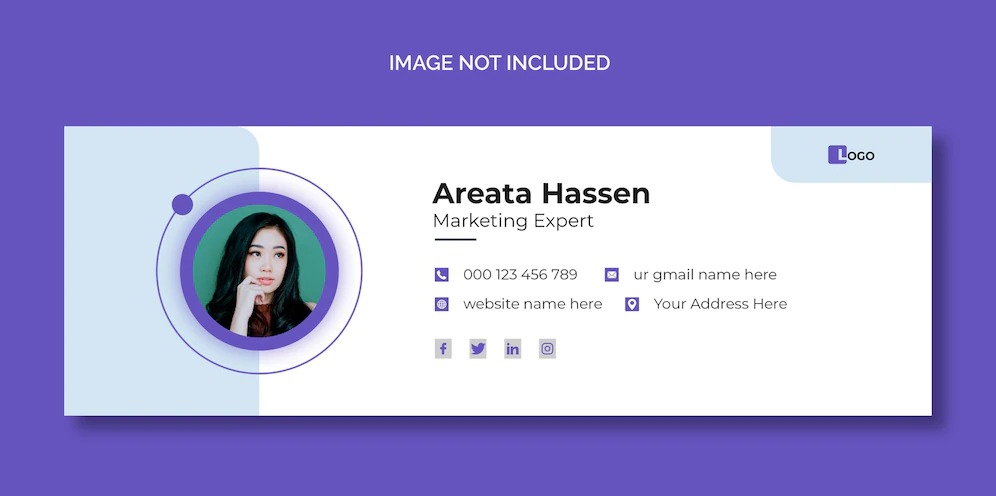 IMAGE NOT INCLUDED
LOGO
Areata Hassen
Marketing Expert
000 123 456 789 ur gmail name here
website name here Your Address Here